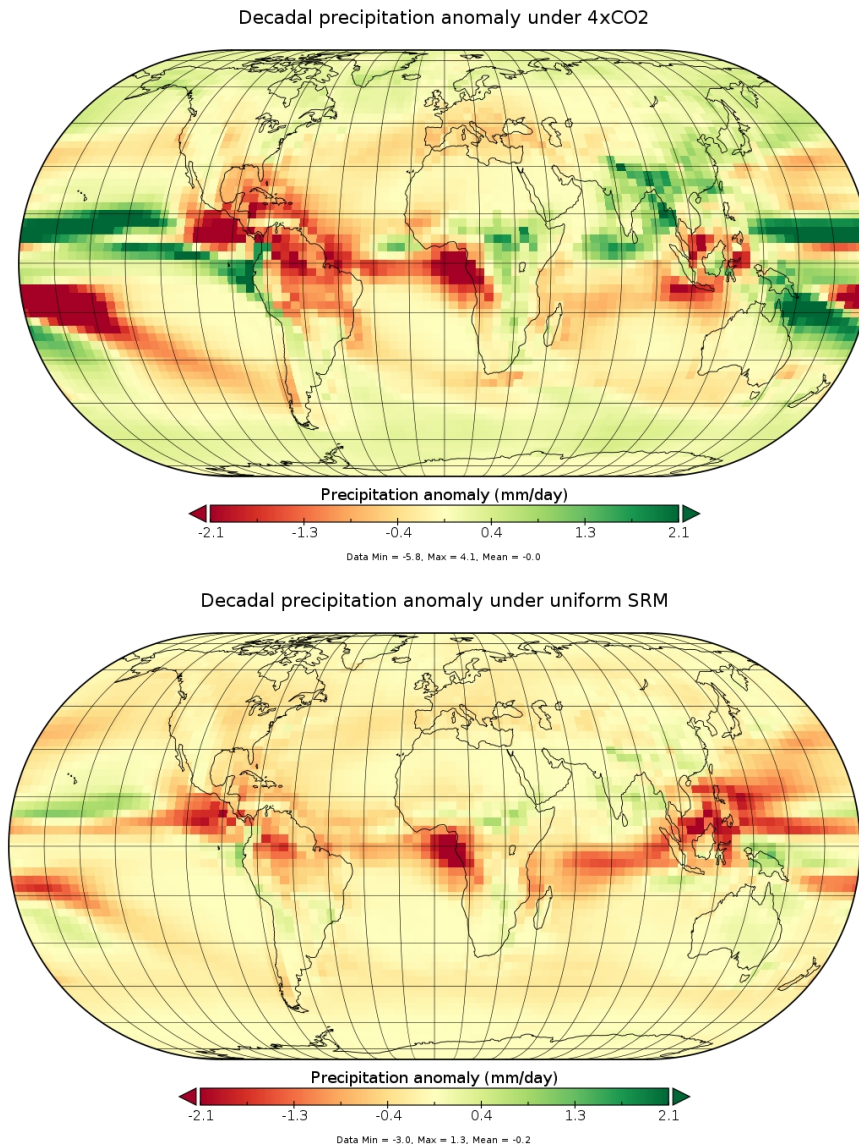 Decadal precipitation anomaly under 4xCO2
Precipitation anomaly (mm/day)
-2.1 -1.3 -0.4 0.4 1.3 2.1
Data Min = -5.8, Max = 4.1, Mean = -0.0
Decadal precipitation anomaly under uniform SRM
Precipitation anomaly (mm/day)
-2.1 -1.3 -0.4 0.4 1.3 2.1
Data Min = -3.0, Max = 1.3, Mean = -0.2